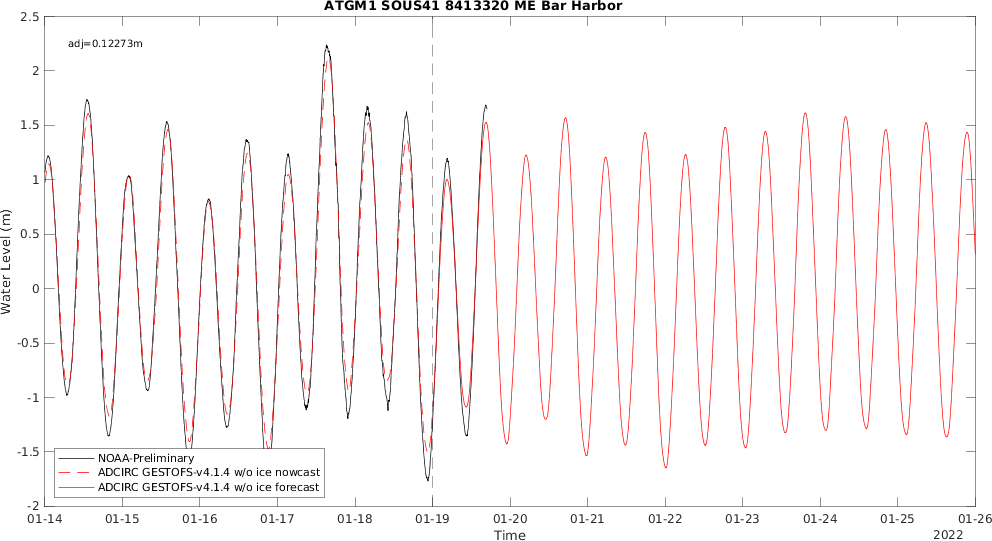 ATGM1 SOUS41 8413320 ME Bar Harbor
adj=0.12273m
2.5
2
1.5
1
0.5
0
-0.5
-1
-1.5
-2
Water Level (m)
NOAA-Preliminary
ADCIRC GESTOFS-v4.1.4 w/o ice nowcast
ADCIRC GESTOFS-v4.1.4 w/o ice forecast
01-14 01-15 01-16 01-17 01-18 01-19 01-20 01-21 01-22 01-23 01-24 01-25 01-26
Time
2022